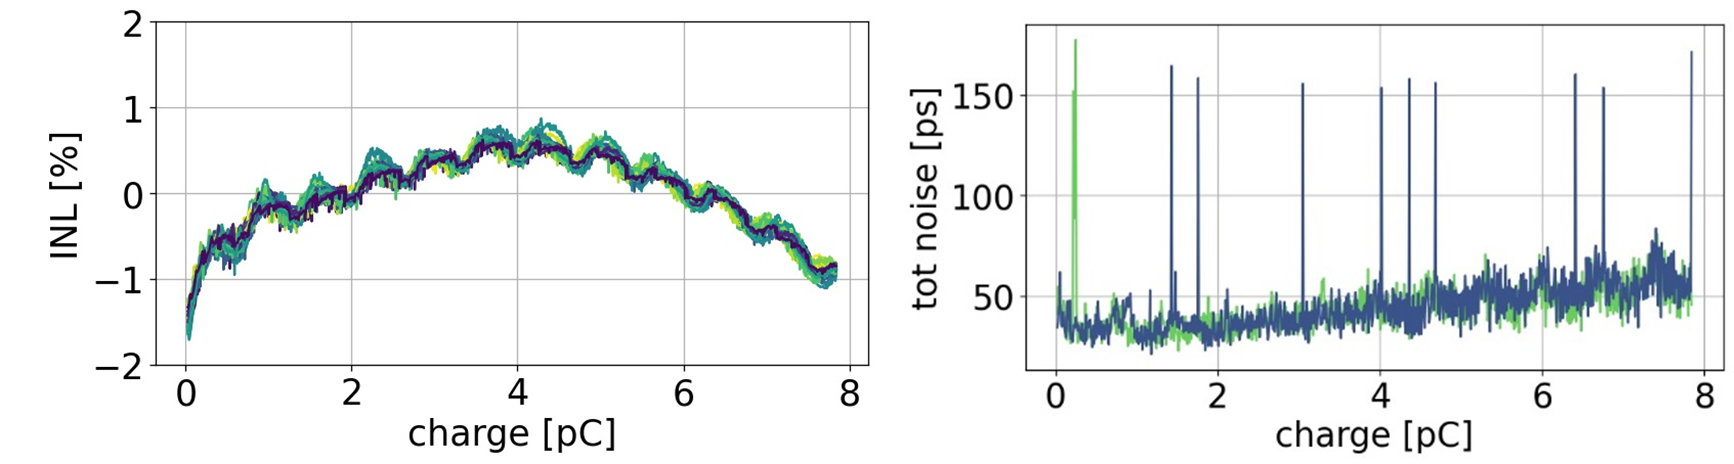 2
1
0
−1
−2
INL [%]
0 2 4 6 8
charge [pC]
150
100
50
tot noise [ps]
0 2 4 6 8
charge [pC]